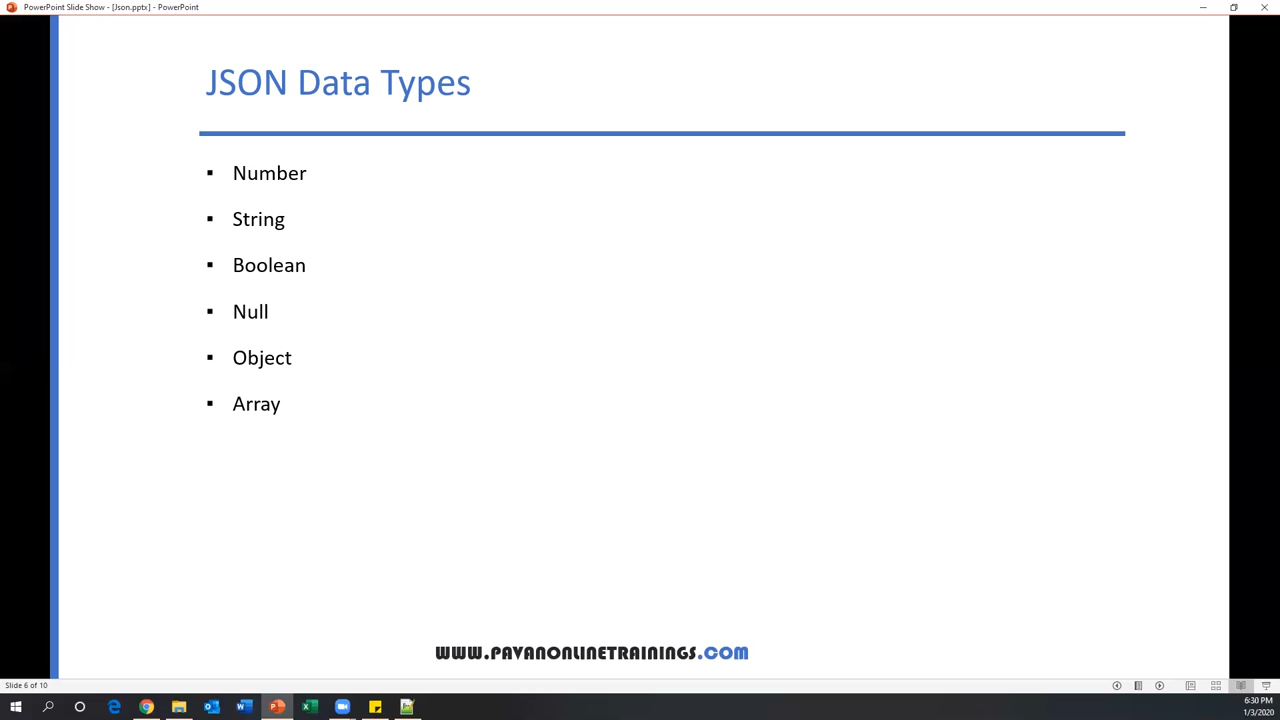 PowerPoint Slide Show - [Json.pptx] - PowerPoint
JSON Data Types
▪ Number
▪ String
▪ Boolean
▪ Null
▪ Object
▪ Array
WWW.PAVANONLINETRAININGS.COM
Slide 6 of 10
6:30 PM
1/3/2020